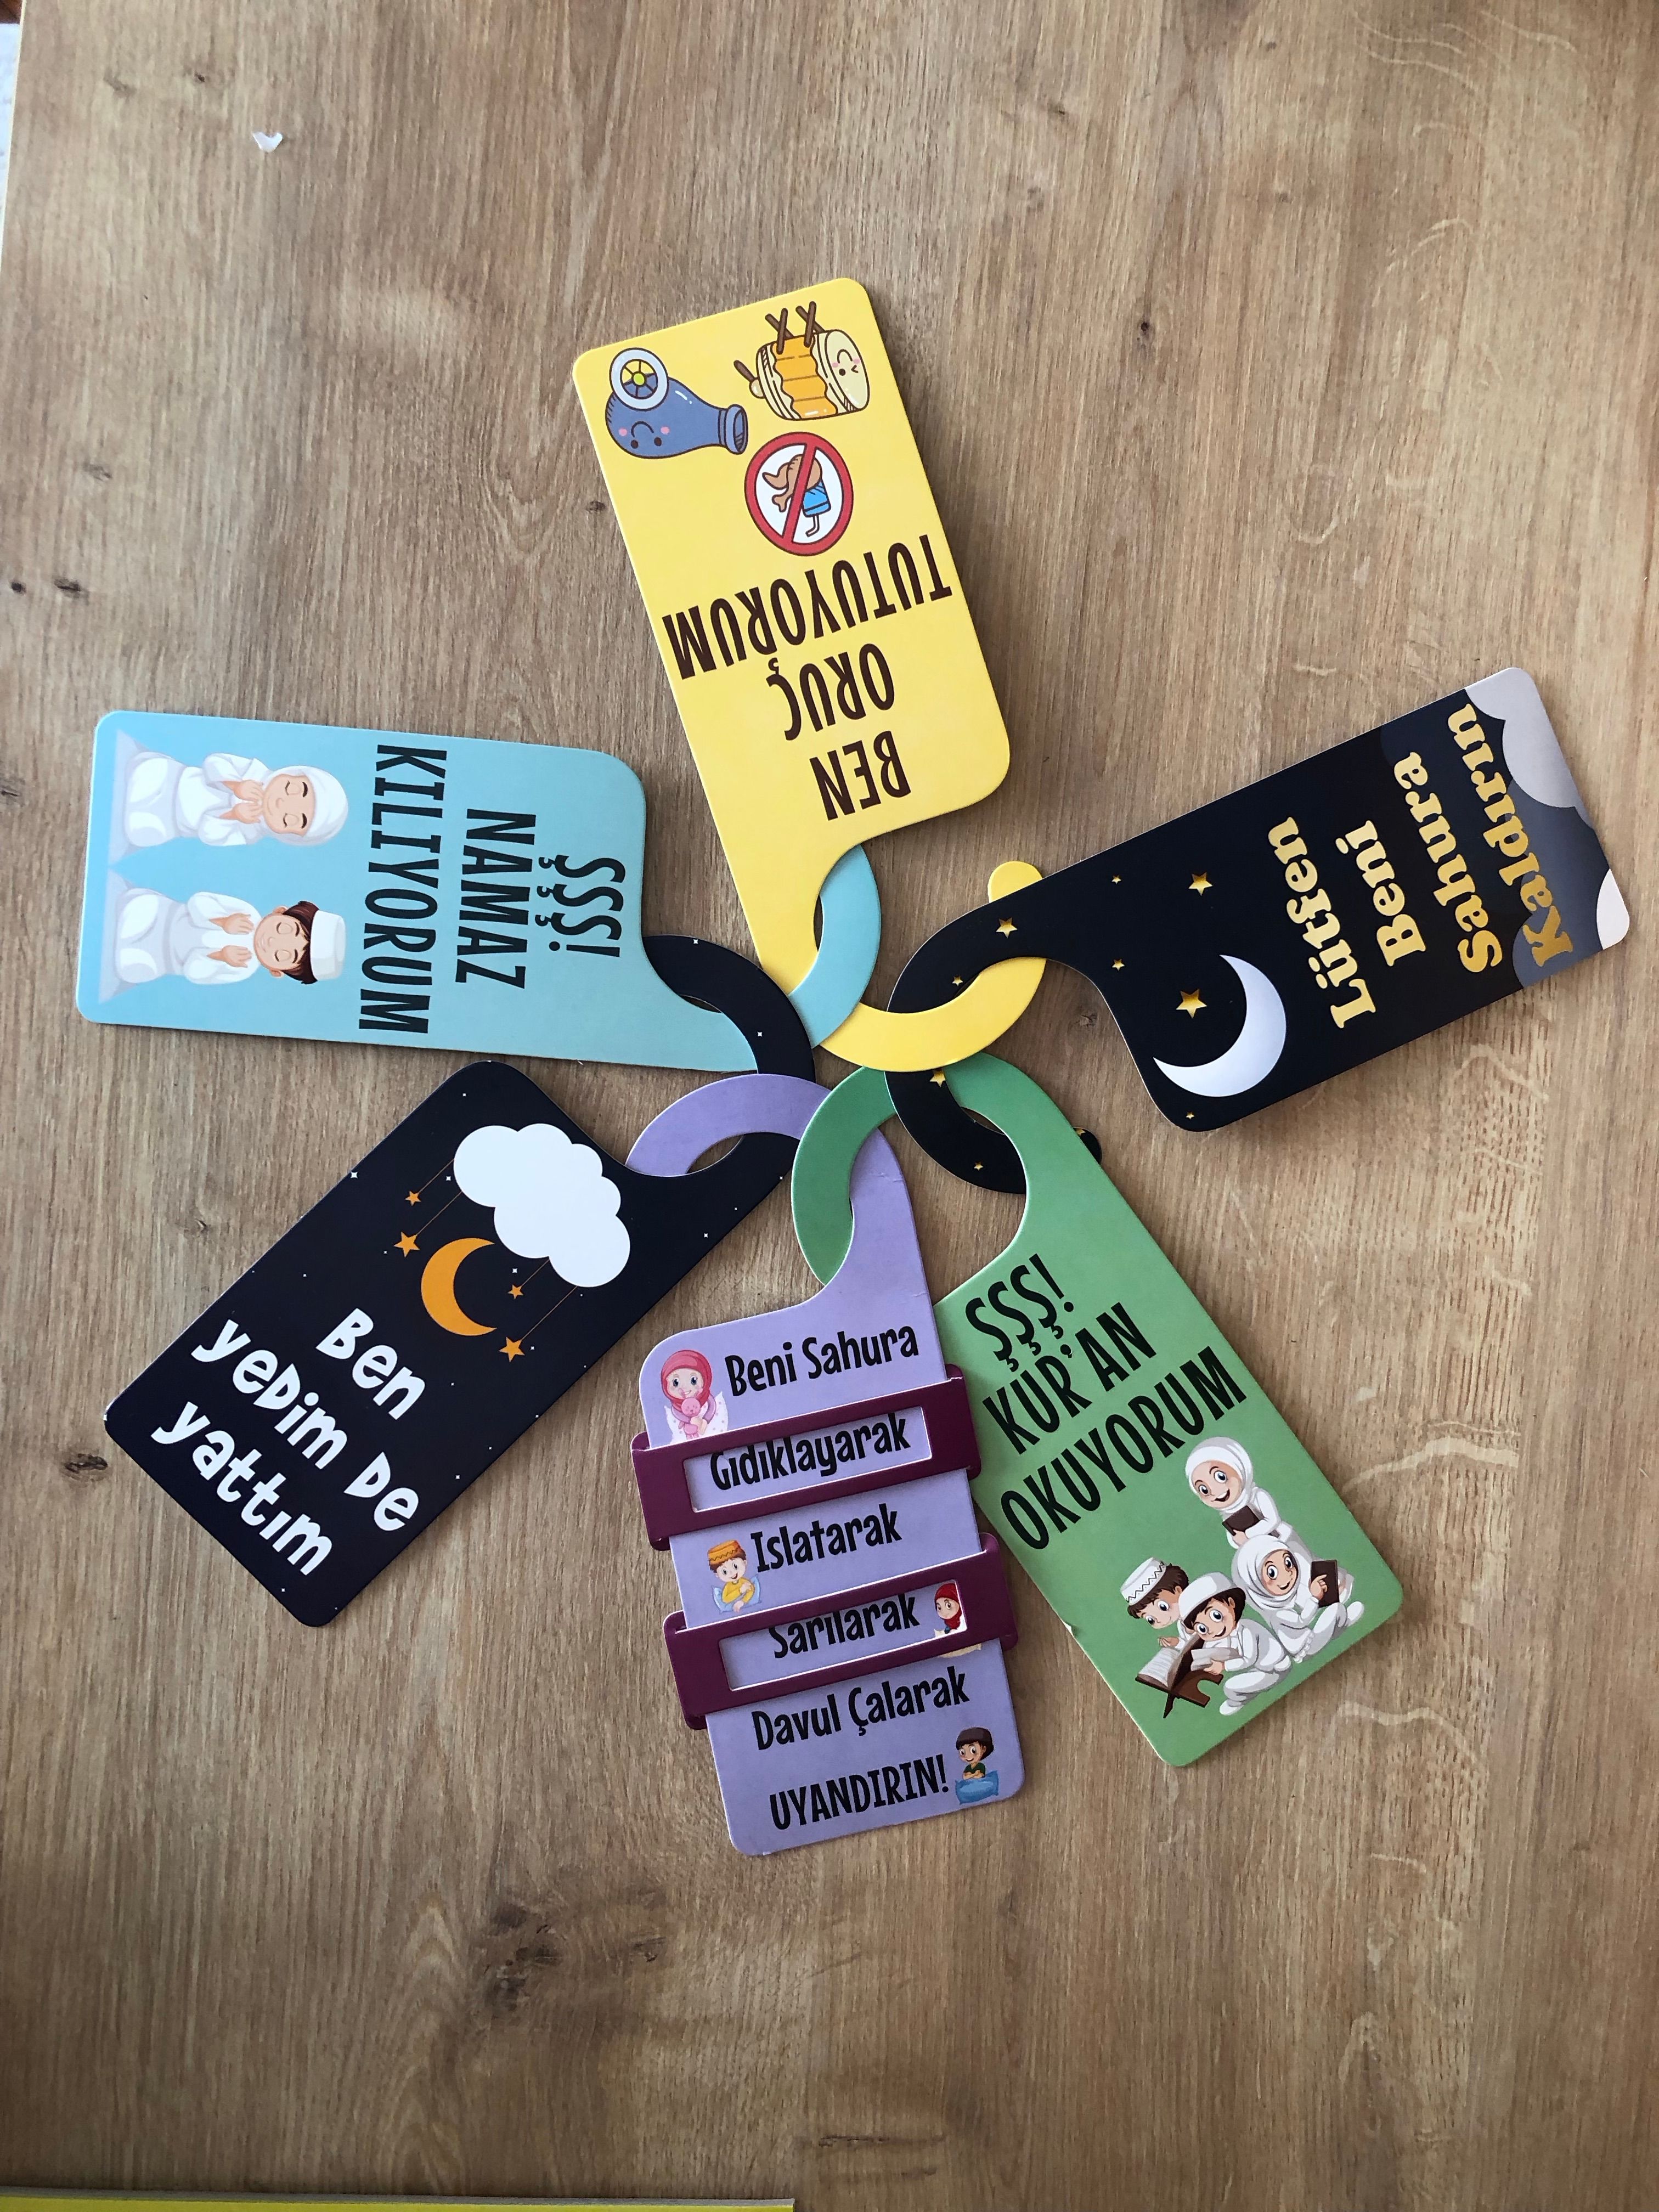 BEN
ORUÇ
TUTUYORUM
Lütfen
Beni
Sahura
Kaldırın
ŞŞŞ!
NAMAZ
KILIYORUM
Ben
yedim de
yattım
Beni Sahura
Gıdıklayarak
Islatarak
Sarılarak
Davul Çalarak
UYANDIRIN!
ŞŞŞ!
KUR'AN
OKUYORUM